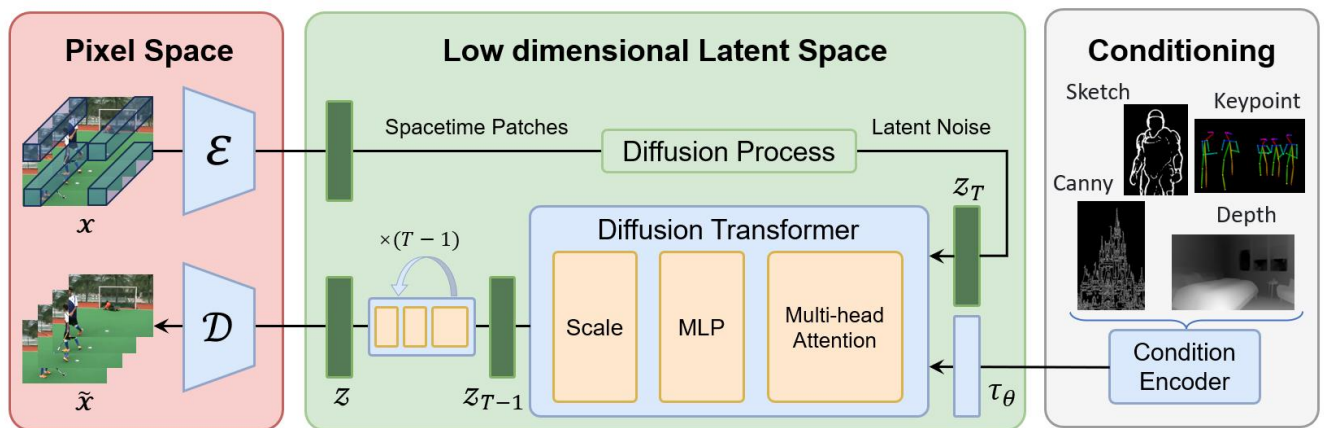 Pixel Space
Low dimensional Latent Space
Conditioning
Sketch
Keypoint
ℰ
Spacetime Patches
Diffusion Process
Latent Noise
x
Canny
Depth
z_T
×(T − 1)
Diffusion Transformer
𝒟
Scale
MLP
Multi-head
Attention
Condition
Encoder
x̃
z
z_{T−1}
τ_θ